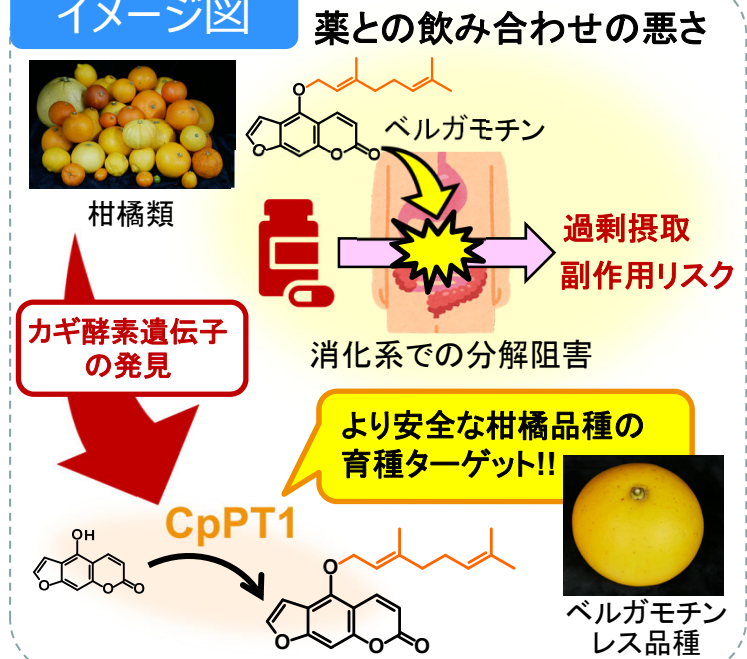 イメージ図
薬との飲み合わせの悪さ
O
O
O
O
ベルガモチン
柑橘類
過剰摂取
副作用リスク
カギ酵素遺伝子
の発見
消化系での分解阻害
より安全な柑橘品種の
育種ターゲット!!
CpPT1
OH
O
O
O
O
O
O
O
ベルガモチン
レス品種